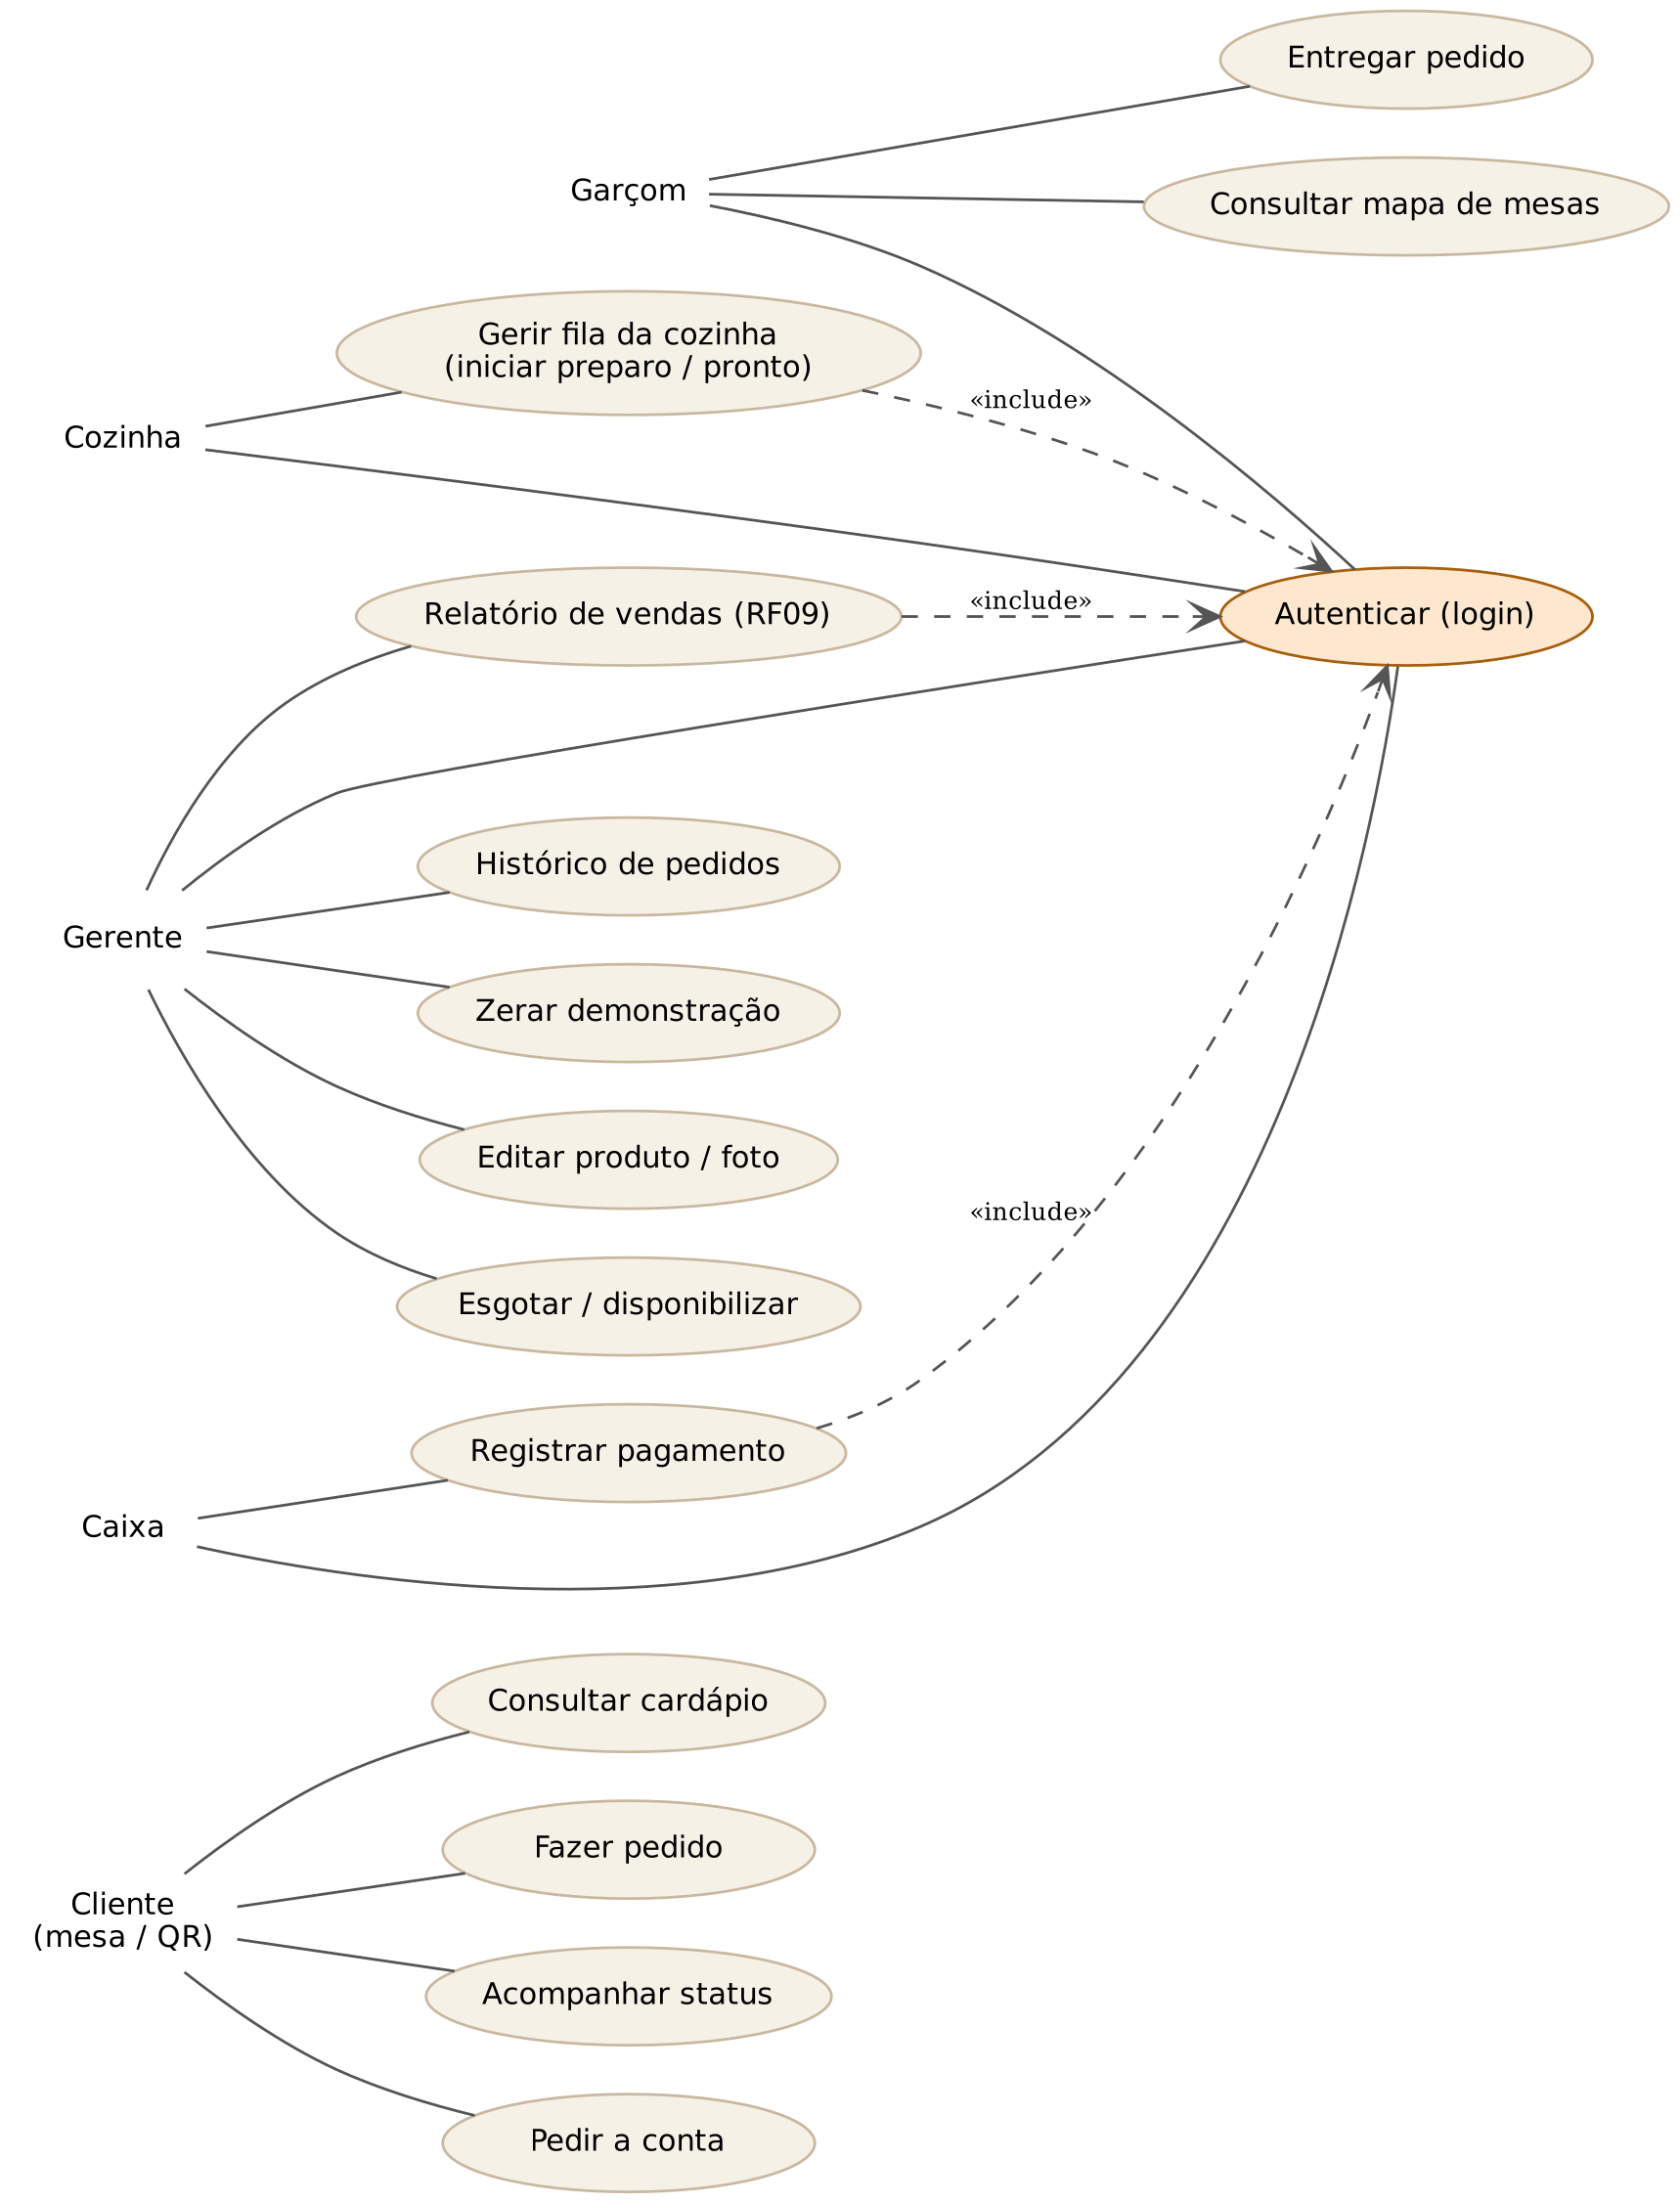 Entregar pedido
Garçom
Consultar mapa de mesas
Gerir fila da cozinha
(iniciar preparo / pronto)
«include»
Cozinha
«include»
Relatório de vendas (RF09)
Autenticar (login)
Histórico de pedidos
Gerente
Zerar demonstração
Editar produto / foto
«include»
Esgotar / disponibilizar
Registrar pagamento
Caixa
Consultar cardápio
Fazer pedido
Cliente
(mesa / QR)
Acompanhar status
Pedir a conta